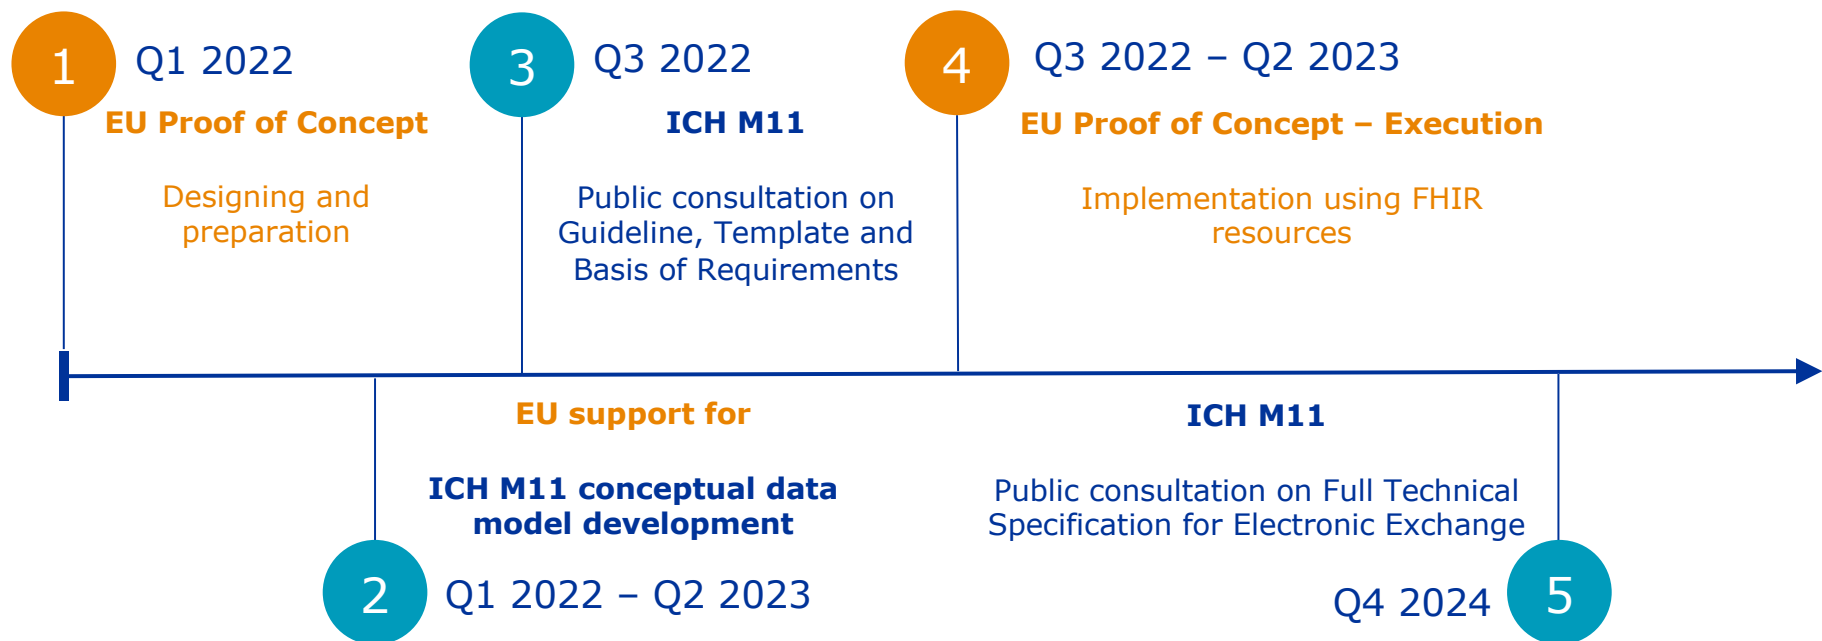 1
Q1 2022
EU Proof of Concept
Designing and
preparation
3
Q3 2022
ICH M11
Public consultation on
Guideline, Template and
Basis of Requirements
4
Q3 2022 – Q2 2023
EU Proof of Concept – Execution
Implementation using FHIR
resources
EU support for
ICH M11 conceptual data
model development
2
Q1 2022 – Q2 2023
ICH M11
Public consultation on Full Technical
Specification for Electronic Exchange
Q4 2024
5